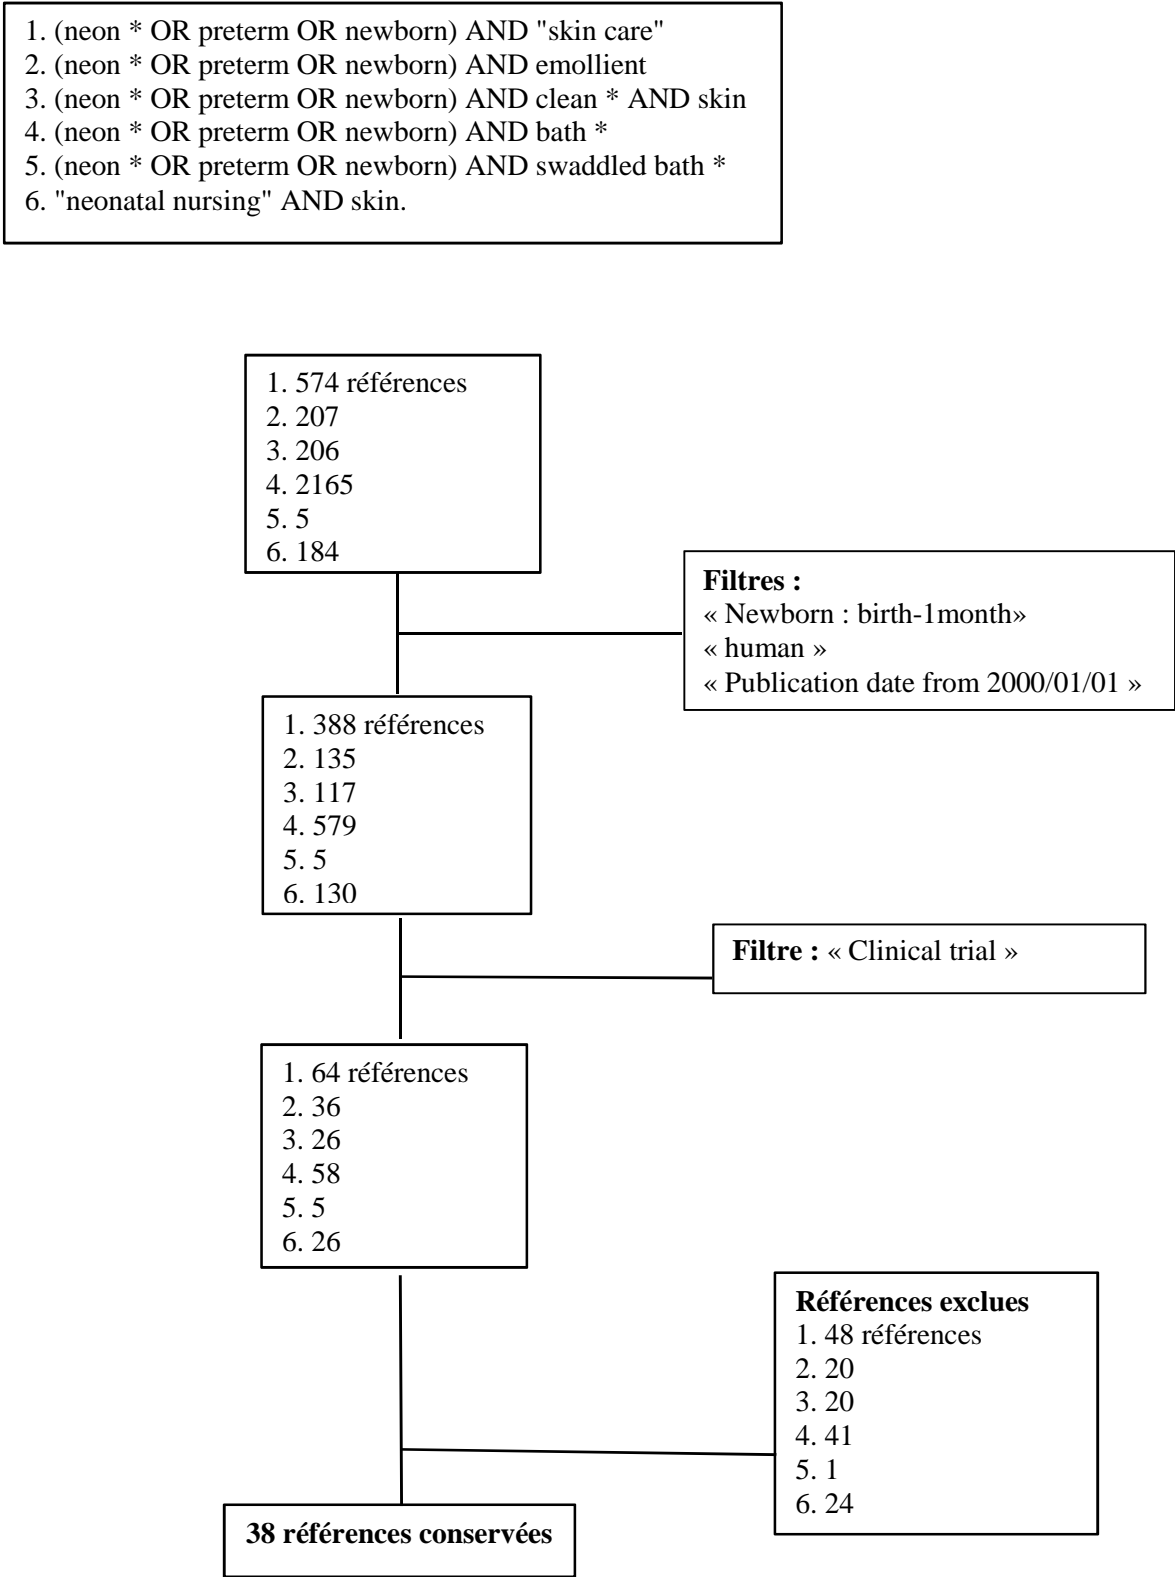 1. (neon * OR preterm OR newborn) AND "skin care"
2. (neon * OR preterm OR newborn) AND emollient
3. (neon * OR preterm OR newborn) AND clean * AND skin
4. (neon * OR preterm OR newborn) AND bath *
5. (neon * OR preterm OR newborn) AND swaddled bath *
6. "neonatal nursing" AND skin.
1. 574 références
2. 207
3. 206
4. 2165
5. 5
6. 184
Filtres :
« Newborn : birth-1month»
« human »
« Publication date from 2000/01/01 »
1. 388 références
2. 135
3. 117
4. 579
5. 5
6. 130
Filtre : « Clinical trial »
1. 64 références
2. 36
3. 26
4. 58
5. 5
6. 26
Références exclues
1. 48 références
2. 20
3. 20
4. 41
5. 1
6. 24
38 références conservées